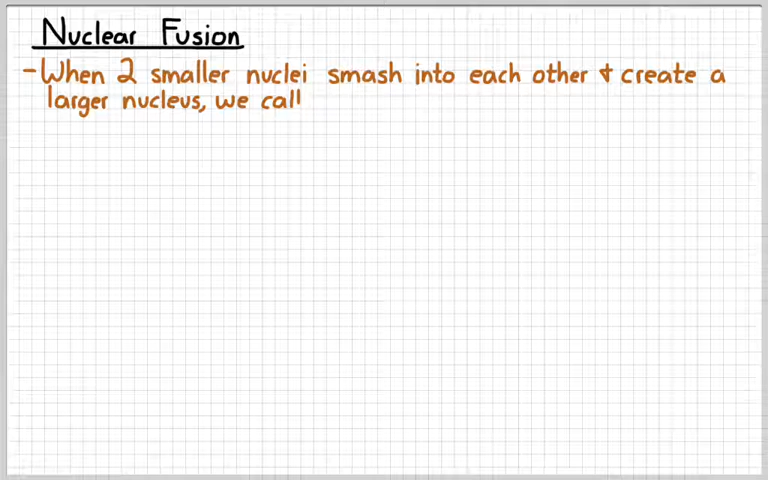 Nuclear Fusion
- When 2 smaller nuclei smash into each other + create a
larger nucleus, we call